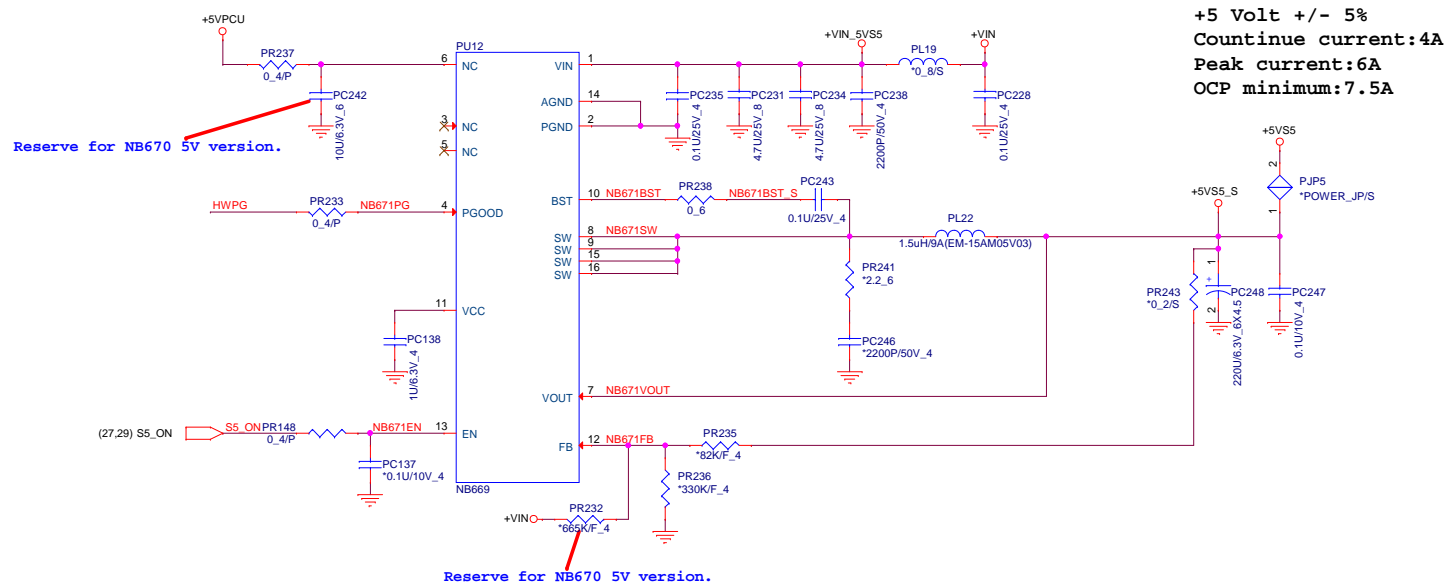 +5 Volt +/- 5%
Countinue current:4A
Peak current:6A
OCP minimum:7.5A
+5VPCU
PR237
0_4/P
PC242
10U/6.3V_6
Reserve for NB670 5V version.
PU12
6 NC
3 NC
5 NC
HWPG
PR233
0_4/P
NB671PG
4 PGOOD
11 VCC
PC138
1U/6.3V_4
(27,29) S5_ON
S5_ON
PR148
0_4/P
NB671EN
13 EN
PC137
*0.1U/10V_4
NB669
VIN 1
AGND 14
PGND 2
BST 10
SW 8
SW 9
SW 15
SW 16
VOUT 7
FB 12
+VIN_5VS5
PL19
*0_8/S
+VIN
PC235
0.1U/25V_4
PC231
4.7U/25V_8
PC234
4.7U/25V_8
PC238
2200P/50V_4
PC228
0.1U/25V_4
NB671BST
PR238
0_6
NB671BST_S
PC243
0.1U/25V_4
NB671SW
PL22
1.5uH/9A(EM-15AM05V03)
PR241
*2.2_6
PC246
*2200P/50V_4
+5VS5
2
PJP5
*POWER_JP/S
1
+5VS5_S
PR243
*0_2/S
1
+
PC248
2
220U/6.3V_6X4.5
PC247
0.1U/10V_4
NB671VOUT
NB671FB
PR235
*82K/F_4
PR236
*330K/F_4
+VIN
PR232
*665K/F_4
Reserve for NB670 5V version.